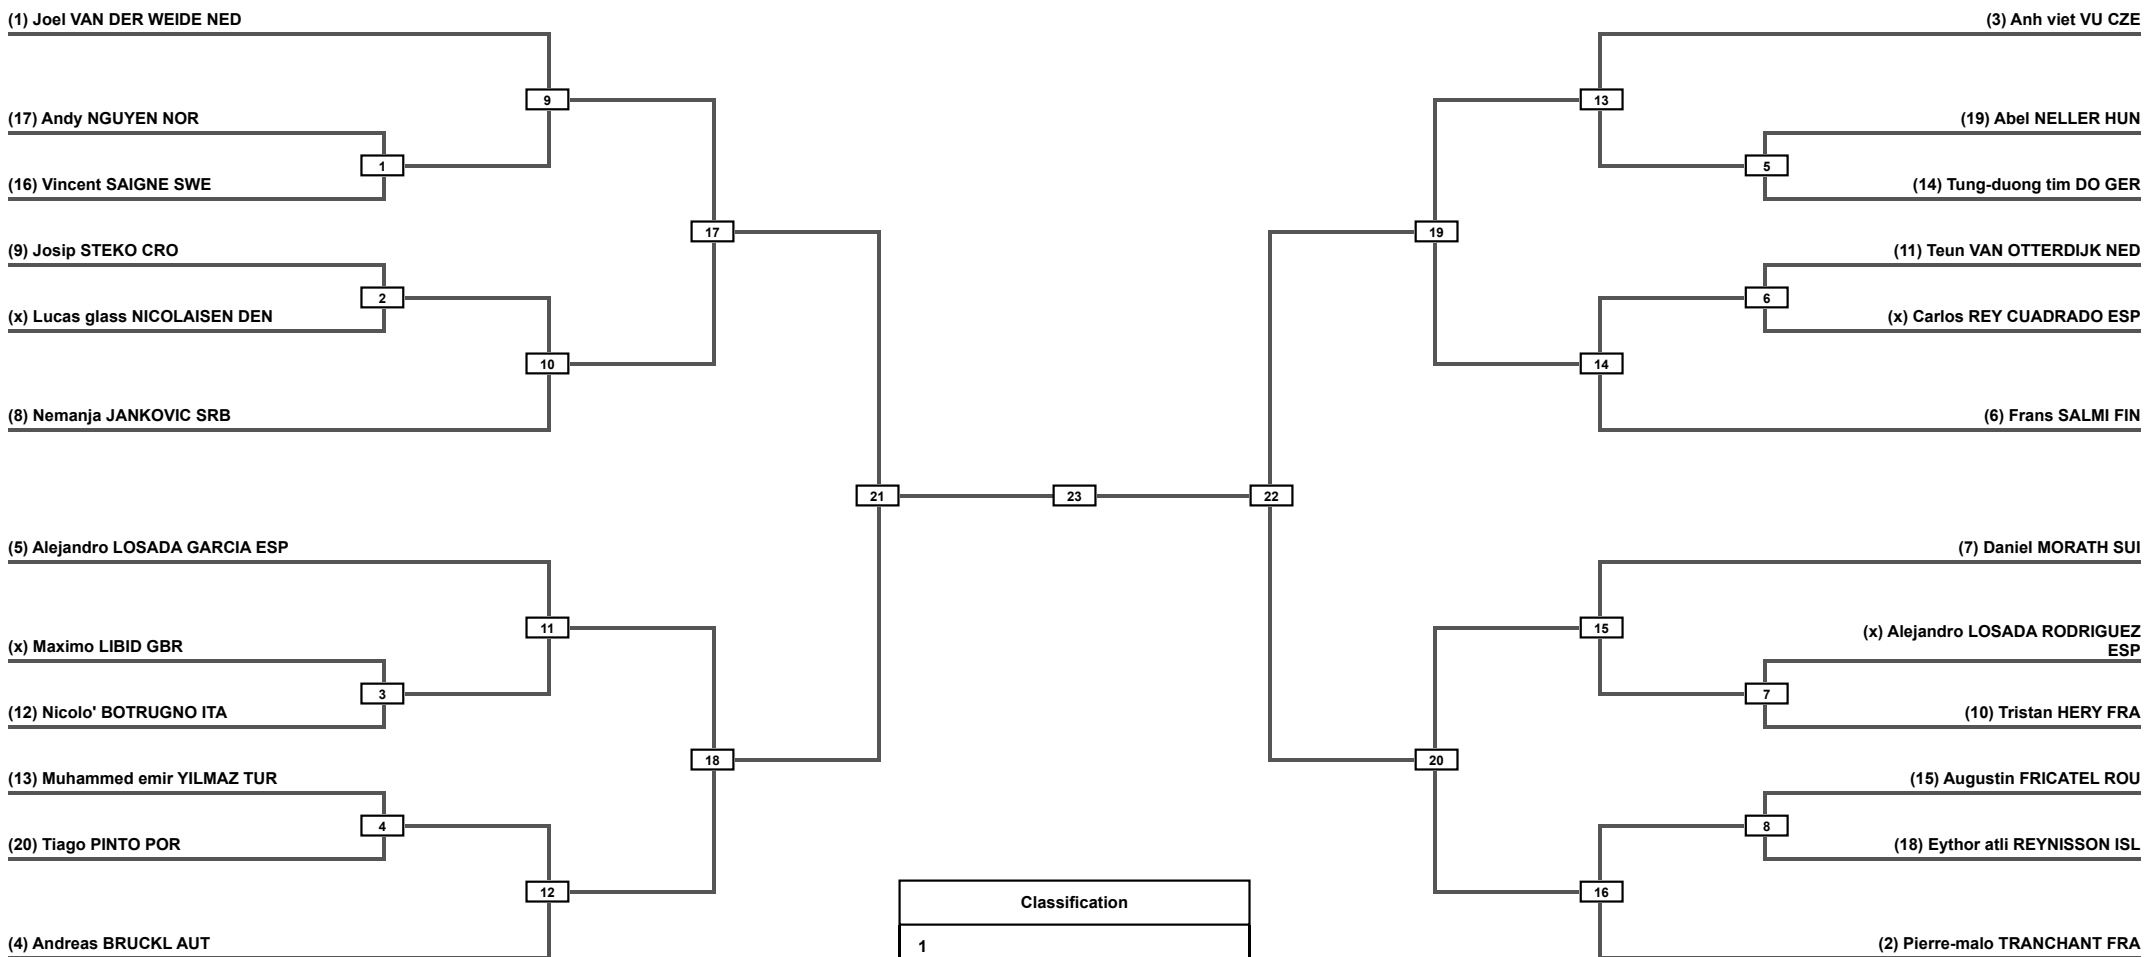 (1) Joel VAN DER WEIDE NED
(17) Andy NGUYEN NOR
(16) Vincent SAIGNE SWE
(9) Josip STEKO CRO
(x) Lucas glass NICOLAISEN DEN
(8) Nemanja JANKOVIC SRB
(5) Alejandro LOSADA GARCIA ESP
(x) Maximo LIBID GBR
(12) Nicolo' BOTRUGNO ITA
(13) Muhammed emir YILMAZ TUR
(20) Tiago PINTO POR
(4) Andreas BRUCKL AUT
1
2
3
4
9
10
11
12
17
18
21
23
22
19
20
13
14
15
16
5
6
7
8
(3) Anh viet VU CZE
(19) Abel NELLER HUN
(14) Tung-duong tim DO GER
(11) Teun VAN OTTERDIJK NED
(x) Carlos REY CUADRADO ESP
(6) Frans SALMI FIN
(7) Daniel MORATH SUI
(x) Alejandro LOSADA RODRIGUEZ
ESP
(10) Tristan HERY FRA
(15) Augustin FRICATEL ROU
(18) Eythor atli REYNISSON ISL
(2) Pierre-malo TRANCHANT FRA
Classification
1